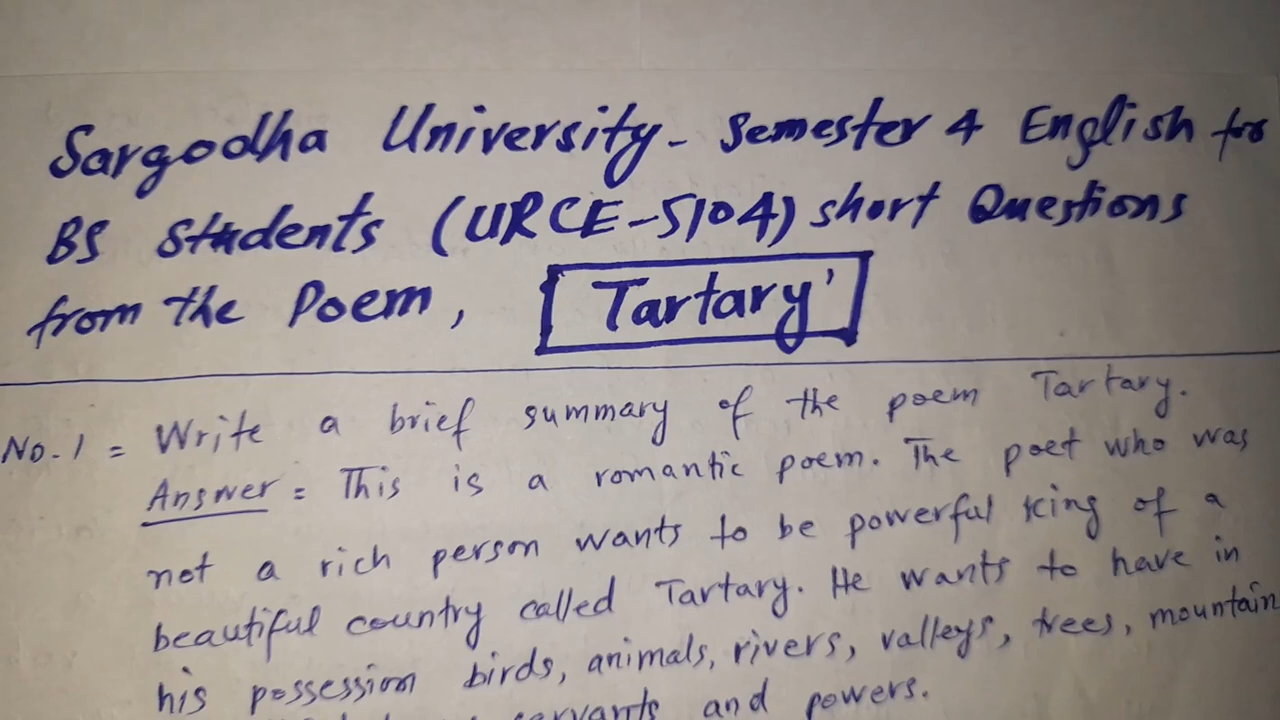 Sargodha University - Semester 4 English for
BS Students (URCE-5104) short Questions
from the Poem, [Tartary']
No. 1 = Write a brief summary of the poem Tartary.
Answer = This is a romantic poem. The poet who was
not a rich person wants to be powerful king of a
beautiful country called Tartary. He wants to have in
his possession birds, animals, rivers, valleys, trees, mountain
servants and powers.